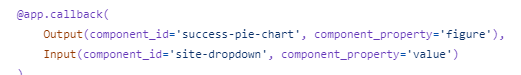 @app.callback(
Output(component_id='success-pie-chart', component_property='figure'),
Input(component_id='site-dropdown', component_property='value')
)